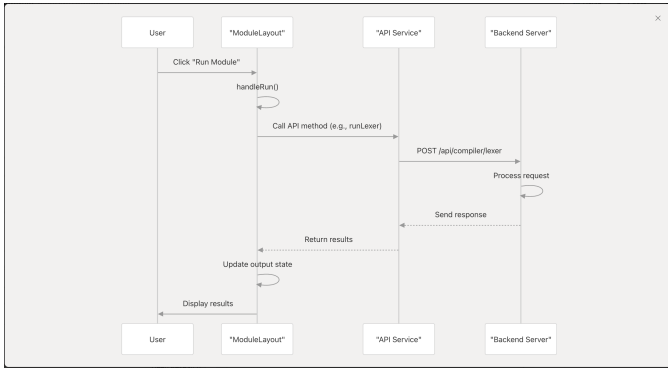 User
"ModuleLayout"
"API Service"
"Backend Server"
Click "Run Module"
handleRun()
Call API method (e.g., runLexer)
POST /api/compiler/lexer
Process request
Send response
Return results
Update output state
Display results
User
"ModuleLayout"
"API Service"
"Backend Server"